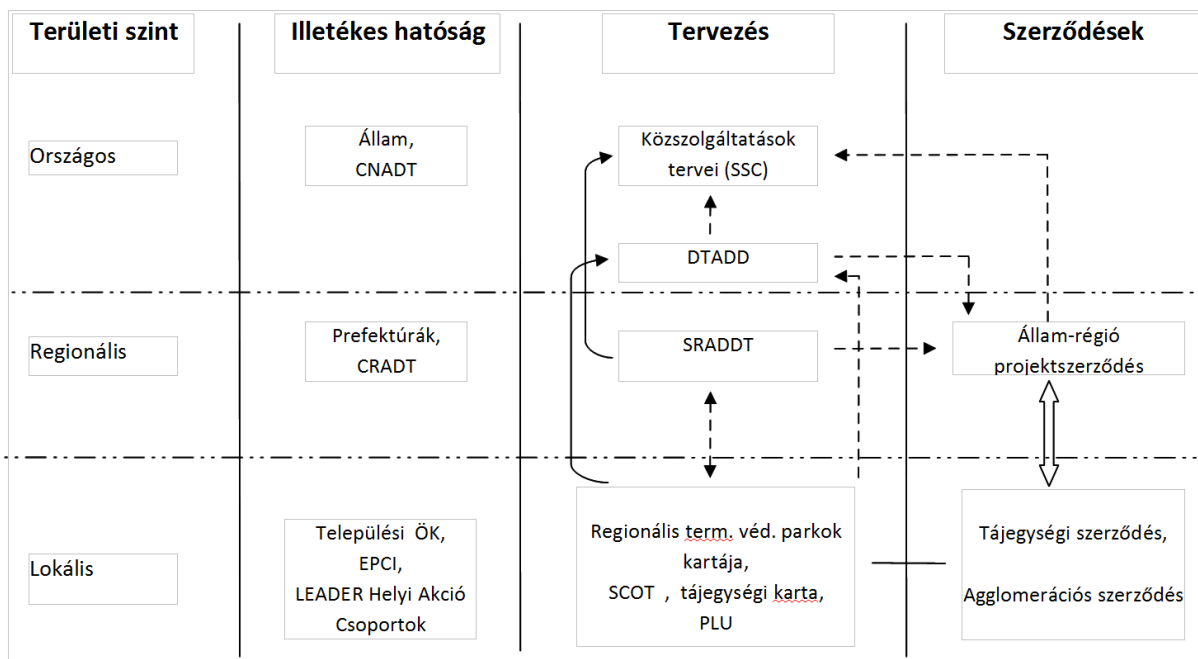 Területi szint
Illetékes hatóság
Tervezés
Szerződések
Országos
Állam,
CNADT
Közszolgáltatások
tervei (SSC)
DTADD
Regionális
Prefektúrák,
CRADT
SRADDT
Állam-régió
projektszerződés
Lokális
Települési ÖK,
EPCI,
LEADER Helyi Akció
Csoportok
Regionális term. véd. parkok
kartája,
SCOT , tájegységi karta,
PLU
Tájegységi szerződés,
Agglomerációs szerződés